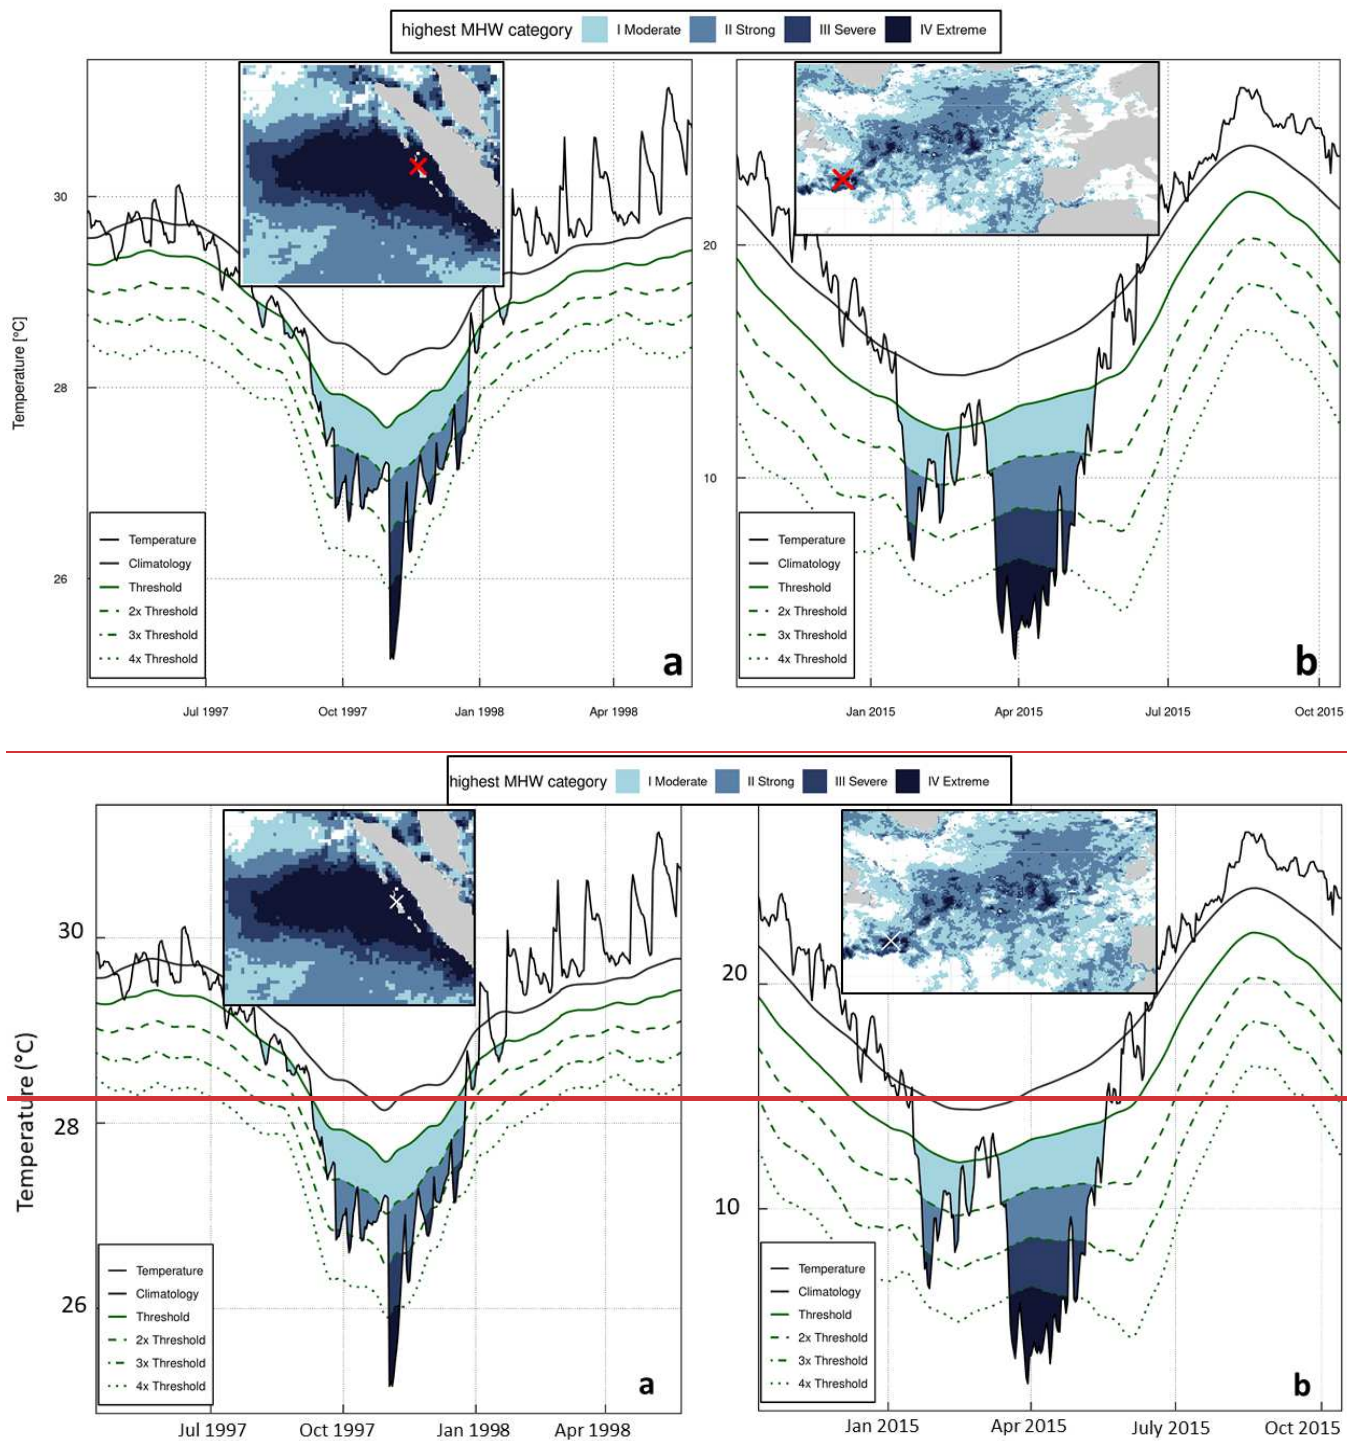 highest MHW category I Moderate II Strong III Severe IV Extreme
Temperature [°C]
30
28
26
Temperature
Climatology
Threshold
2x Threshold
3x Threshold
4x Threshold
a
Jul 1997 Oct 1997 Jan 1998 Apr 1998
20
10
Temperature
Climatology
Threshold
2x Threshold
3x Threshold
4x Threshold
b
Jan 2015 Apr 2015 Jul 2015 Oct 2015
highest MHW category I Moderate II Strong III Severe IV Extreme
Temperature (°C)
30
28
26
Temperature
Climatology
Threshold
2x Threshold
3x Threshold
4x Threshold
a
Jul 1997 Oct 1997 Jan 1998 Apr 1998
20
10
Temperature
Climatology
Threshold
2x Threshold
3x Threshold
4x Threshold
b
Jan 2015 Apr 2015 July 2015 Oct 2015